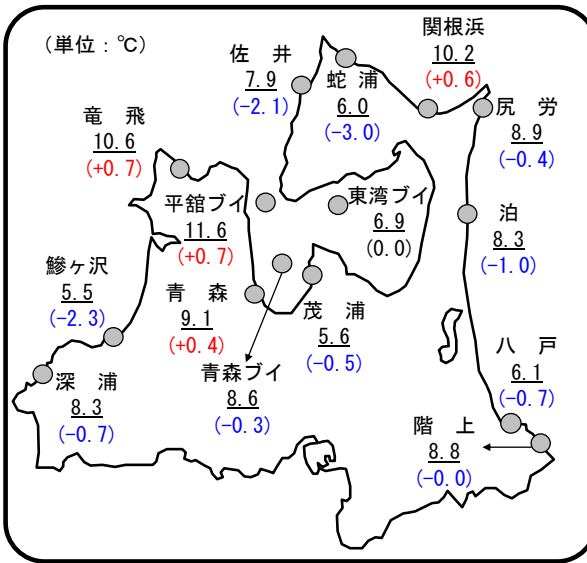 （単位：℃）
関根浜
10.2
(+0.6)
佐　井
7.9
(-2.1)
蛇　浦
6.0
(-3.0)
尻　労
8.9
(-0.4)
竜　飛
10.6
(+0.7)
平舘ブイ
11.6
(+0.7)
東湾ブイ
6.9
(0.0)
泊
8.3
(-1.0)
鰺ヶ沢
5.5
(-2.3)
青　森
9.1
(+0.4)
茂　浦
5.6
(-0.5)
青森ブイ
8.6
(-0.3)
八　戸
6.1
(-0.7)
深　浦
8.3
(-0.7)
階　上
8.8
(-0.0)